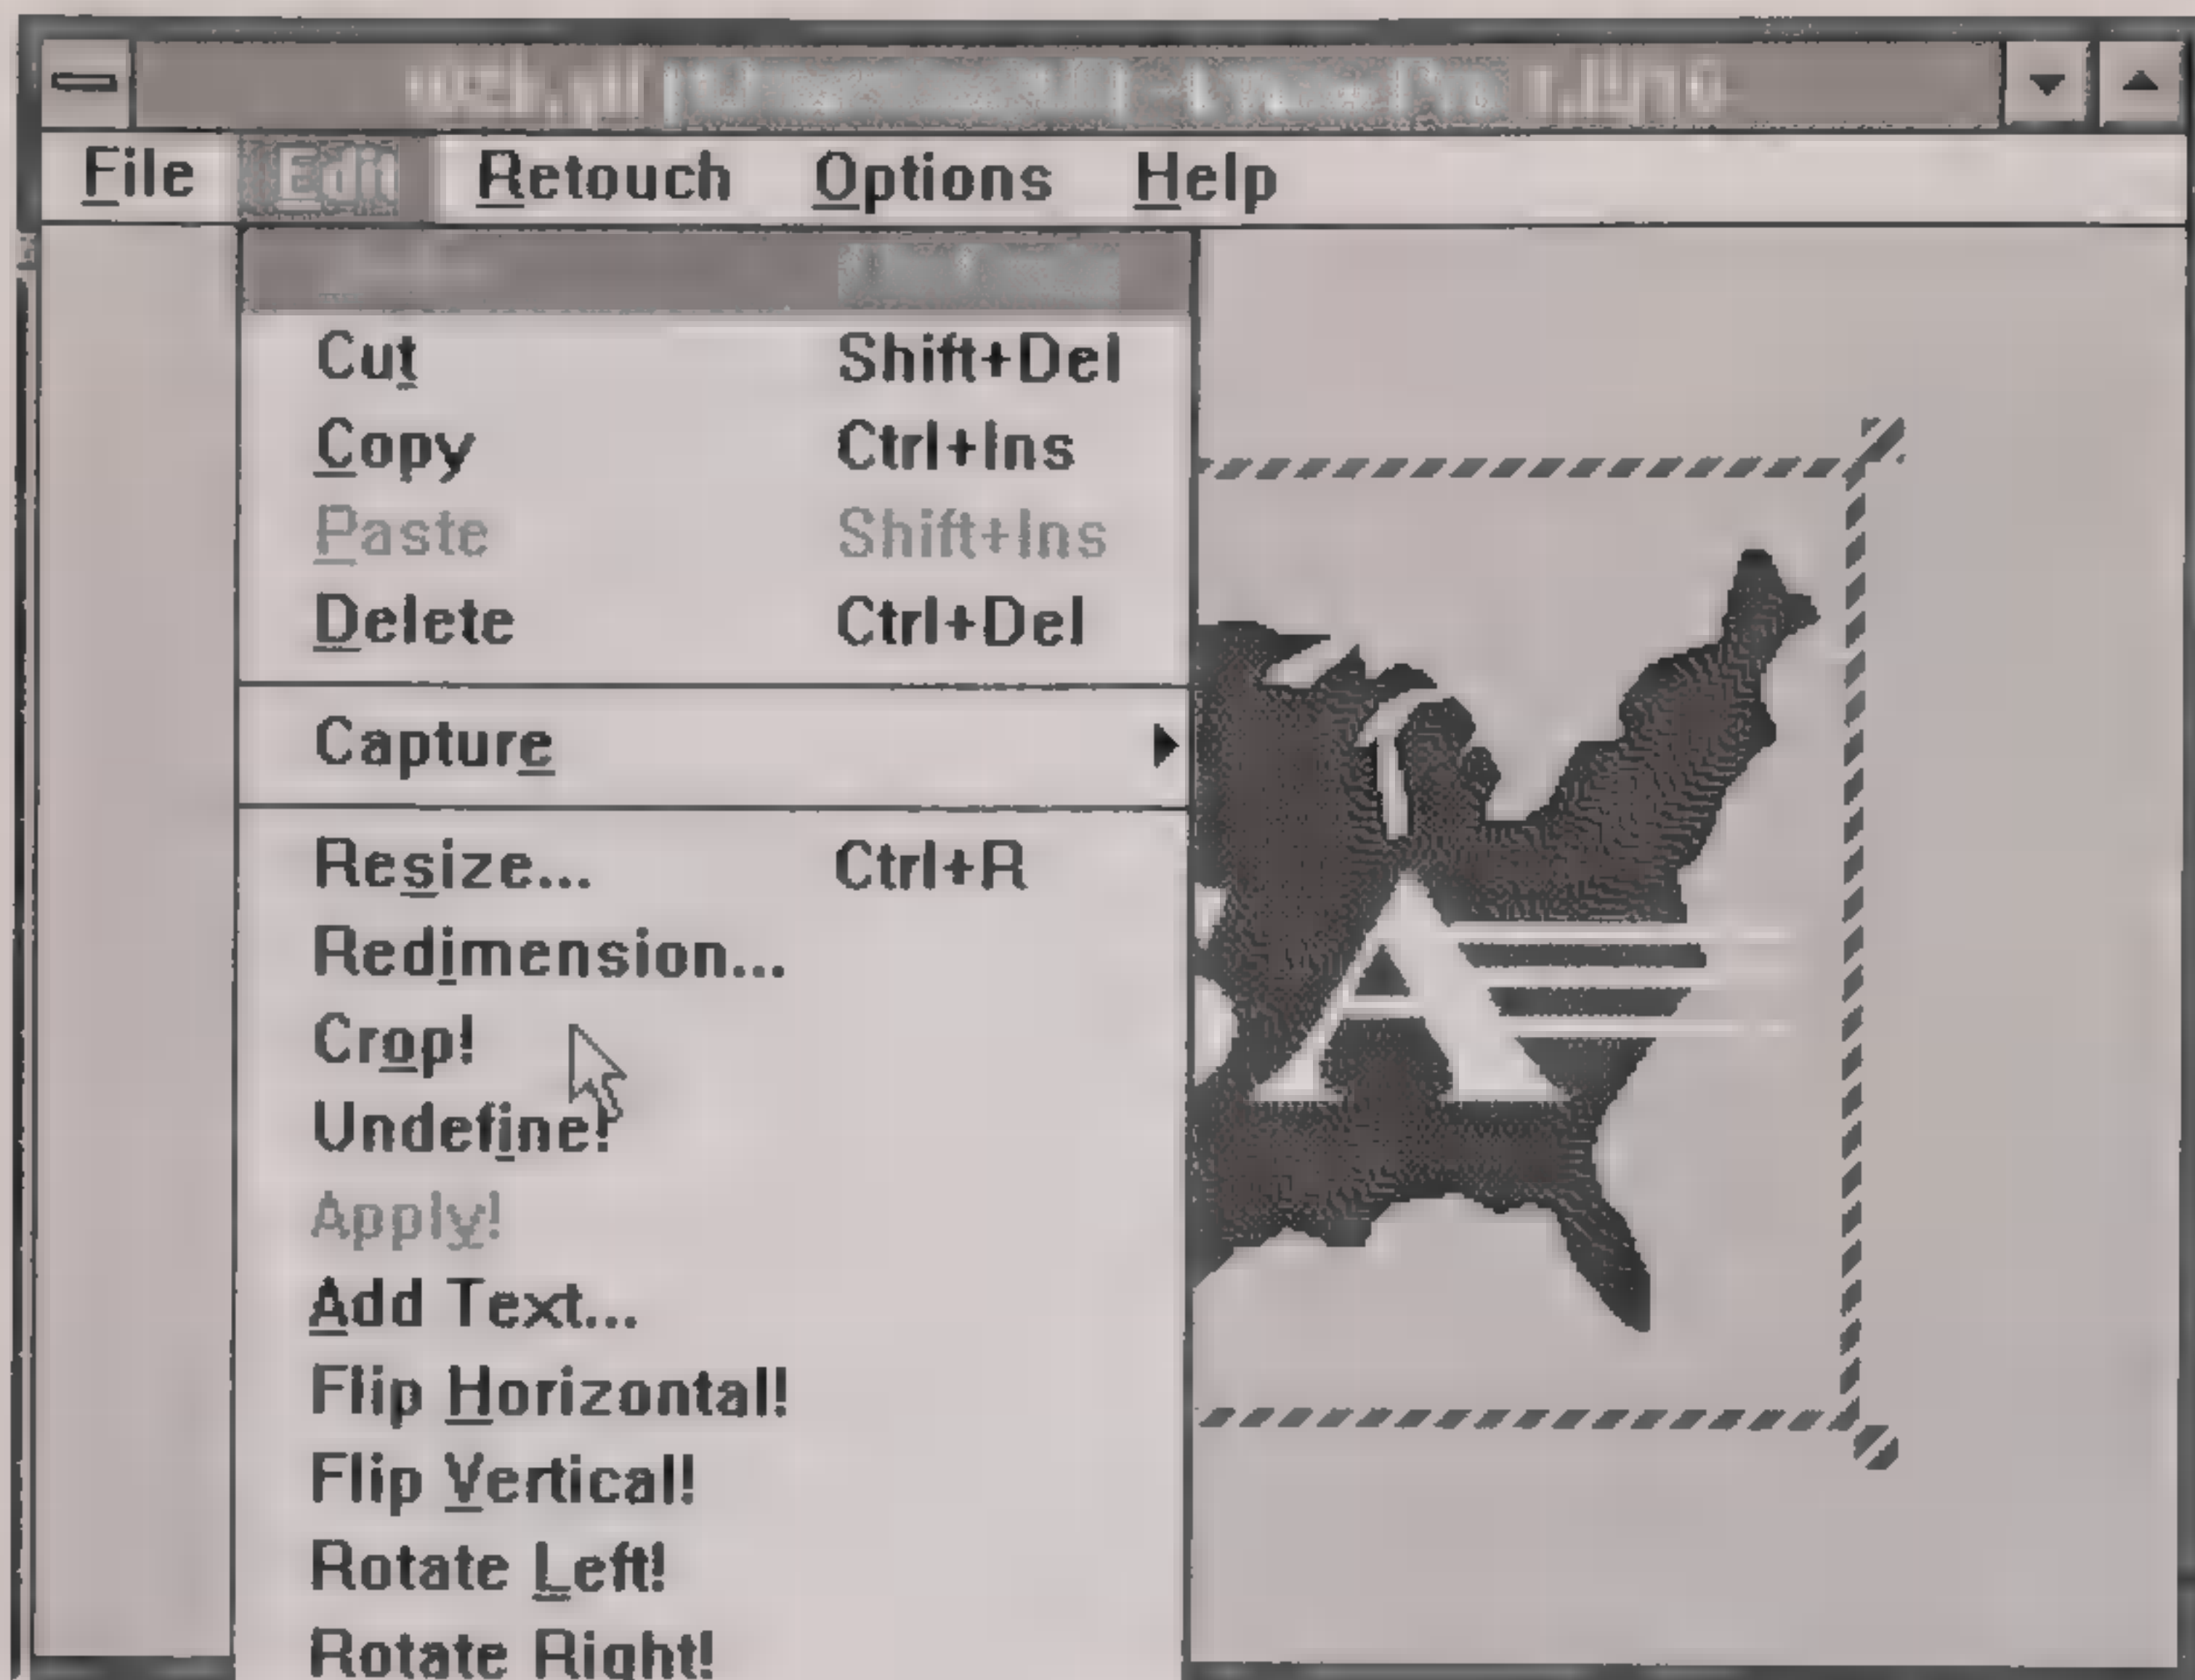 File Edit Retouch Options Help
Cut Shift+Del
Copy Ctrl+Ins
Paste Shift+Ins
Delete Ctrl+Del
Capture
Resize... Ctrl+R
Redimension...
Crop!
Undefine!
Apply!
Add Text...
Flip Horizontal!
Flip Vertical!
Rotate Left!
Rotate Right!
A